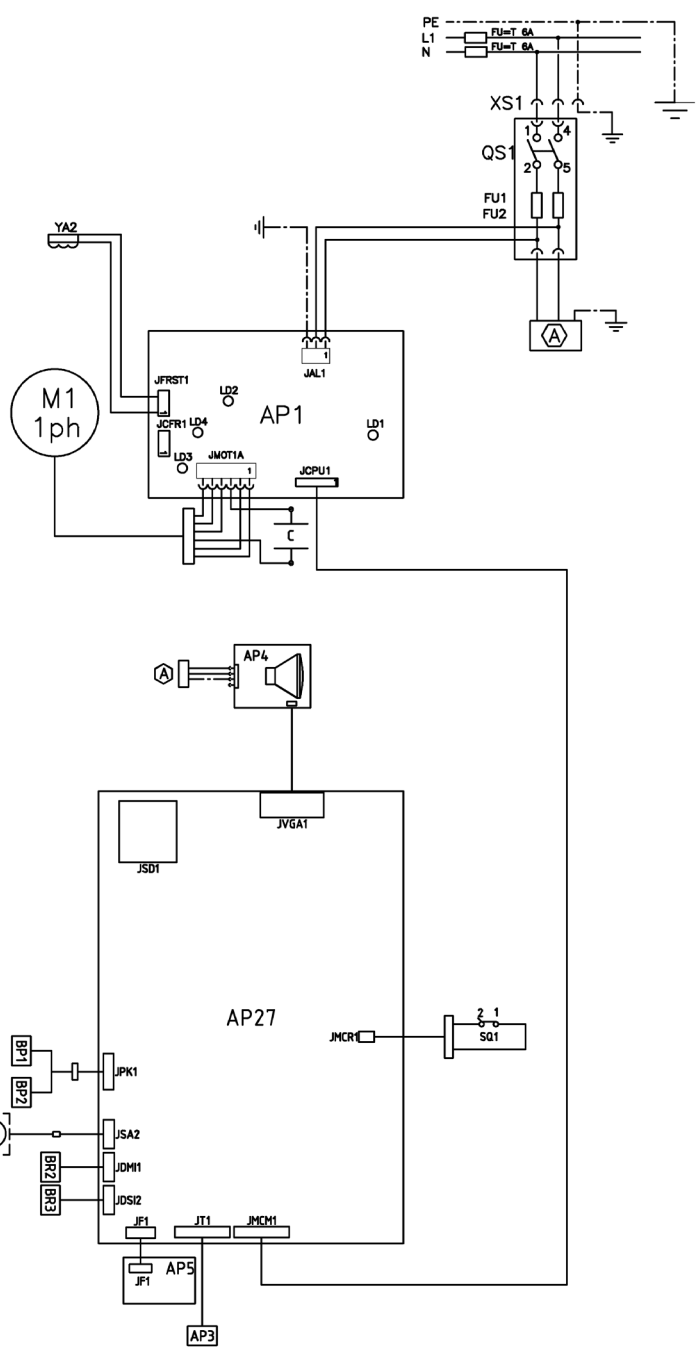 PE
L1
FU=T 6A
N
FU=T 6A
XS1
1
4
QS1
2
5
FU1
FU2
YA2
A
1
JAL1
JFRST1
LD2
M1
1ph
AP1
JCFR1
LD4
LD1
LD3
JMOT1A
1
JCPU1
C
AP4
A
JVGA1
JSD1
AP27
2 1
JMCR1
SQ1
BP1
JPK1
BP2
JSA2
BR2
JDMI1
BR3
JDSI2
JF1
JT1
JMCM1
AP5
JF1
AP3